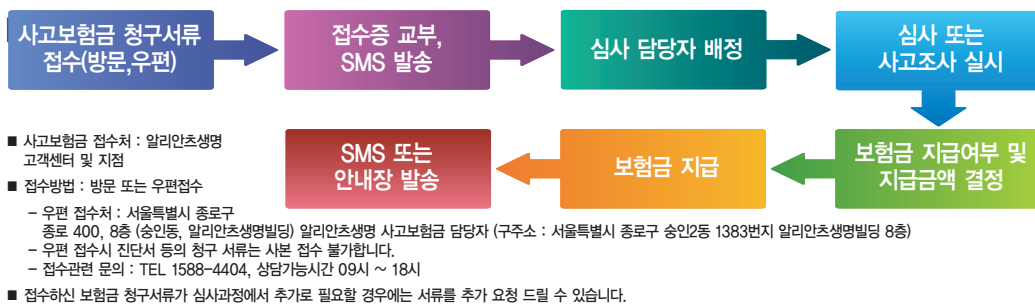 사고보험금 청구서류
접수(방문,우편)
접수증 교부,
SMS 발송
심사 담당자 배정
심사 또는
사고조사 실시
보험금 지급여부 및
지급금액 결정
보험금 지급
SMS 또는
안내장 발송
■ 사고보험금 접수처 : 알리안츠생명
고객센터 및 지점
■ 접수방법 : 방문 또는 우편접수
– 우편 접수처 : 서울특별시 종로구
종로 400, 8층 (숭인동, 알리안츠생명빌딩) 알리안츠생명 사고보험금 담당자 (구주소 : 서울특별시 종로구 숭인2동 1383번지 알리안츠생명빌딩 8층)
– 우편 접수시 진단서 등의 청구 서류는 사본 접수 불가합니다.
– 접수관련 문의 : TEL 1588-4404, 상담가능시간 09시 ~ 18시
■ 접수하신 보험금 청구서류가 심사과정에서 추가로 필요할 경우에는 서류를 추가 요청 드릴 수 있습니다.